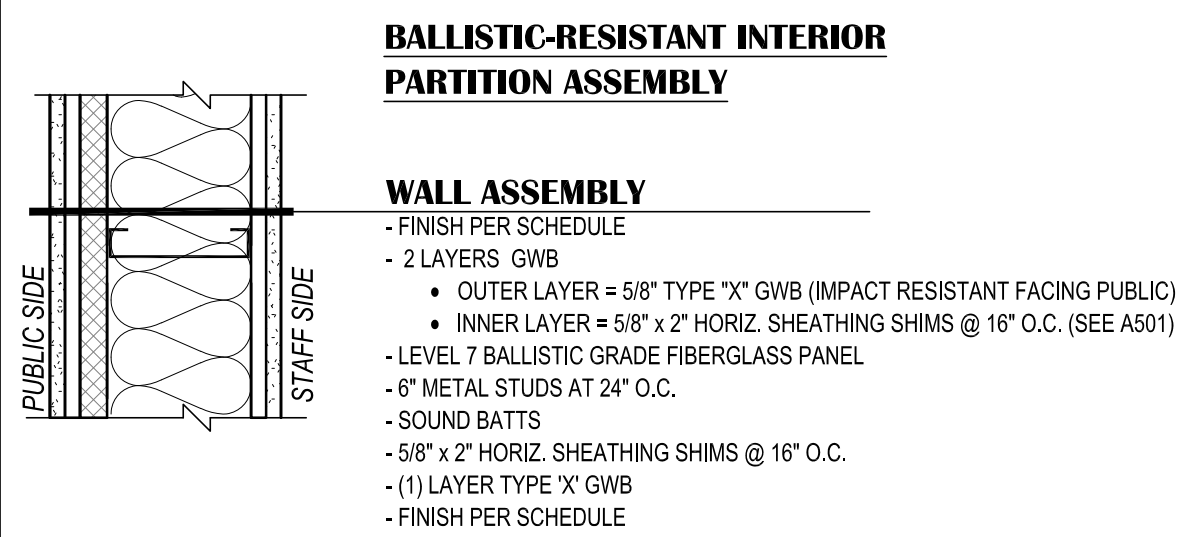 BALLISTIC-RESISTANT INTERIOR
PARTITION ASSEMBLY
WALL ASSEMBLY
- FINISH PER SCHEDULE
- 2 LAYERS GWB
• OUTER LAYER = 5/8" TYPE "X" GWB (IMPACT RESISTANT FACING PUBLIC)
• INNER LAYER = 5/8" x 2" HORIZ. SHEATHING SHIMS @ 16" O.C. (SEE A501)
- LEVEL 7 BALLISTIC GRADE FIBERGLASS PANEL
- 6" METAL STUDS AT 24" O.C.
- SOUND BATTS
- 5/8" x 2" HORIZ. SHEATHING SHIMS @ 16" O.C.
- (1) LAYER TYPE 'X' GWB
- FINISH PER SCHEDULE
PUBLIC SIDE
STAFF SIDE